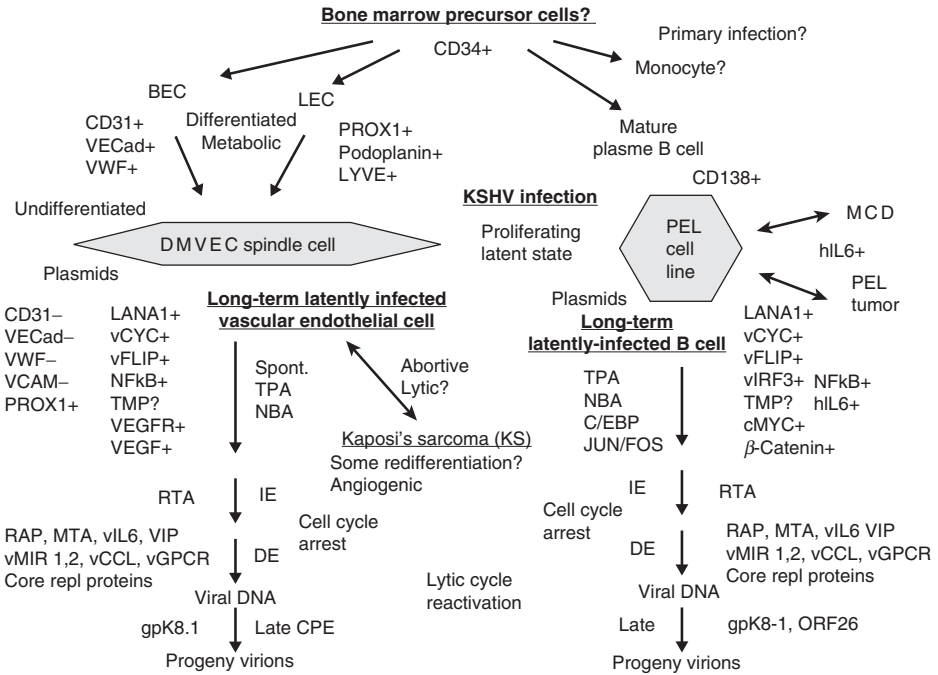 Bone marrow precursor cells?
CD34+
Primary infection?
Monocyte?
BEC
LEC
CD31+
VECad+
VWF+
Differentiated
Metabolic
PROX1+
Podoplanin+
LYVE+
Mature
plasme B cell
CD138+
Undifferentiated
KSHV infection
DMVEC spindle cell
Proliferating
latent state
PEL
cell
line
MCD
hIL6+
PEL
tumor
Plasmids
Long-term latently infected
vascular endothelial cell
Plasmids
Long-term
latently-infected B cell
CD31–
VECad–
VWF–
VCAM–
PROX1+
LANA1+
vCYC+
vFLIP+
NFkB+
TMP?
VEGFR+
VEGF+
Spont.
TPA
NBA
Abortive
Lytic?
Kaposi's sarcoma (KS)
Some redifferentiation?
Angiogenic
TPA
NBA
C/EBP
JUN/FOS
LANA1+
vCYC+
vFLIP+
vIRF3+
TMP?
cMYC+
β-Catenin+
NFkB+
hIL6+
RTA
IE
Cell cycle
arrest
RAP, MTA, vIL6, VIP
vMIR 1,2, vCCL, vGPCR
Core repl proteins
DE
Viral DNA
gpK8.1
Late CPE
Progeny virions
Lytic cycle
reactivation
IE
RTA
Cell cycle
arrest
DE
RAP, MTA, vIL6 VIP
vMIR 1,2, vCCL, vGPCR
Core repl proteins
Viral DNA
Late
gpK8-1, ORF26
Progeny virions